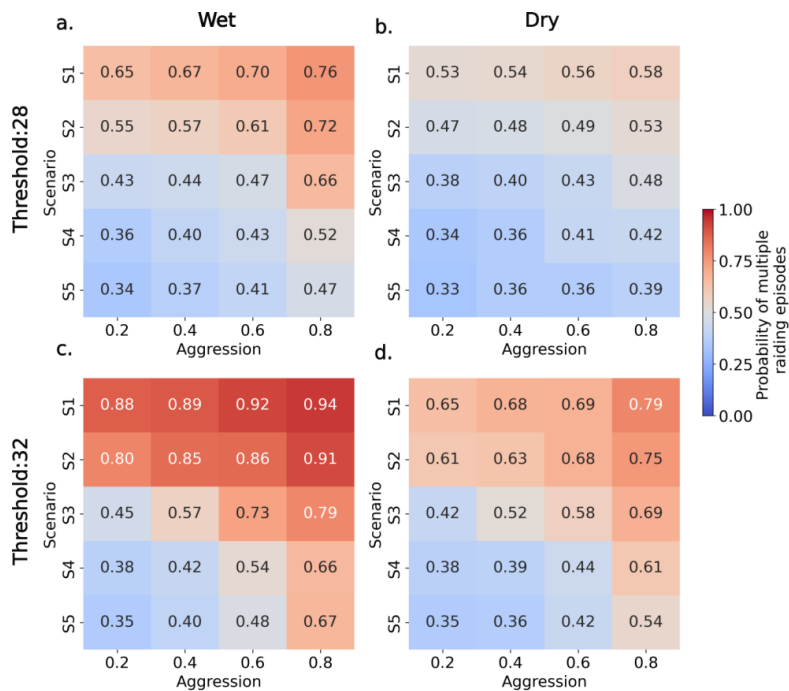 a.
Wet
b.
Dry
Threshold:28
Scenario
S1
0.65 0.67 0.70 0.76
S2
0.55 0.57 0.61 0.72
S3
0.43 0.44 0.47 0.66
S4
0.36 0.40 0.43 0.52
S5
0.34 0.37 0.41 0.47
0.2 0.4 0.6 0.8
Aggression
Scenario
S1
0.53 0.54 0.56 0.58
S2
0.47 0.48 0.49 0.53
S3
0.38 0.40 0.43 0.48
S4
0.34 0.36 0.41 0.42
S5
0.33 0.36 0.36 0.39
0.2 0.4 0.6 0.8
Aggression
c.
Threshold:32
Scenario
S1
0.88 0.89 0.92 0.94
S2
0.80 0.85 0.86 0.91
S3
0.45 0.57 0.73 0.79
S4
0.38 0.42 0.54 0.66
S5
0.35 0.40 0.48 0.67
0.2 0.4 0.6 0.8
Aggression
d.
Scenario
S1
0.65 0.68 0.69 0.79
S2
0.61 0.63 0.68 0.75
S3
0.42 0.52 0.58 0.69
S4
0.38 0.39 0.44 0.61
S5
0.35 0.36 0.42 0.54
0.2 0.4 0.6 0.8
Aggression
1.00
0.75
0.50
0.25
0.00
Probability of multiple
raiding episodes